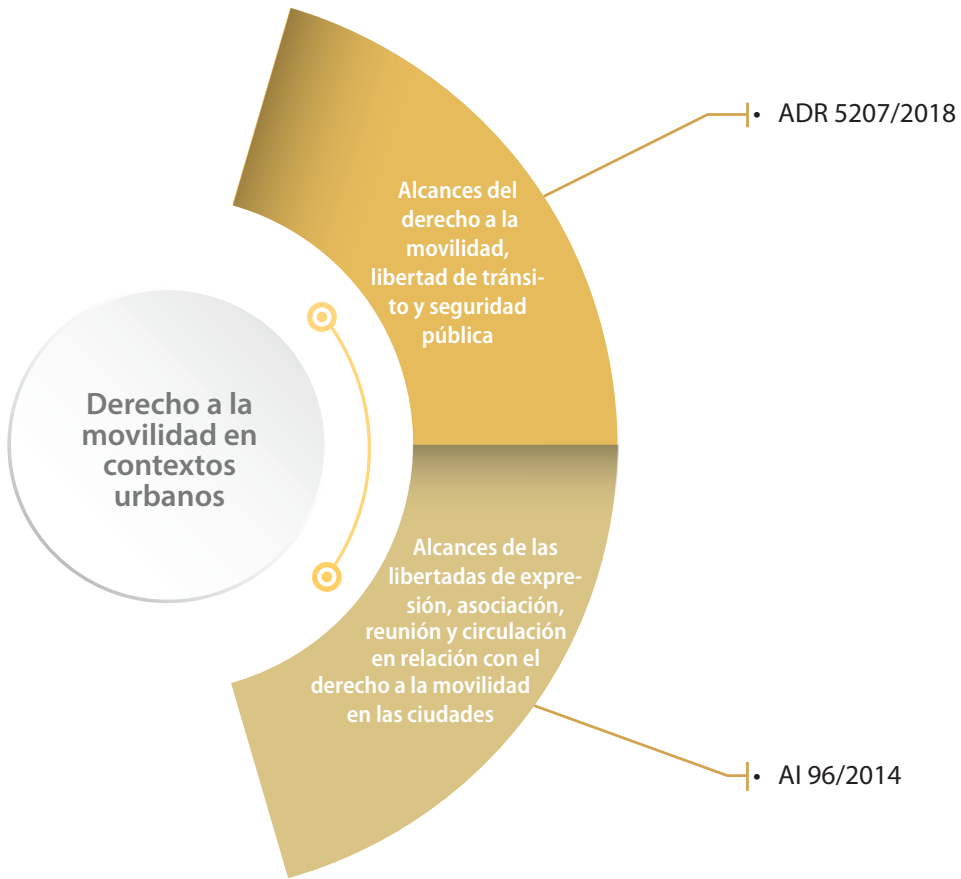 Derecho a la
movilidad en
contextos
urbanos
Alcances del
derecho a la
movilidad,
libertad de tránsi-
to y seguridad
pública
• ADR 5207/2018
Alcances de las
libertadas de expre-
sión, asociación,
reunión y circulación
en relación con el
derecho a la movilidad
en las ciudades
• AI 96/2014